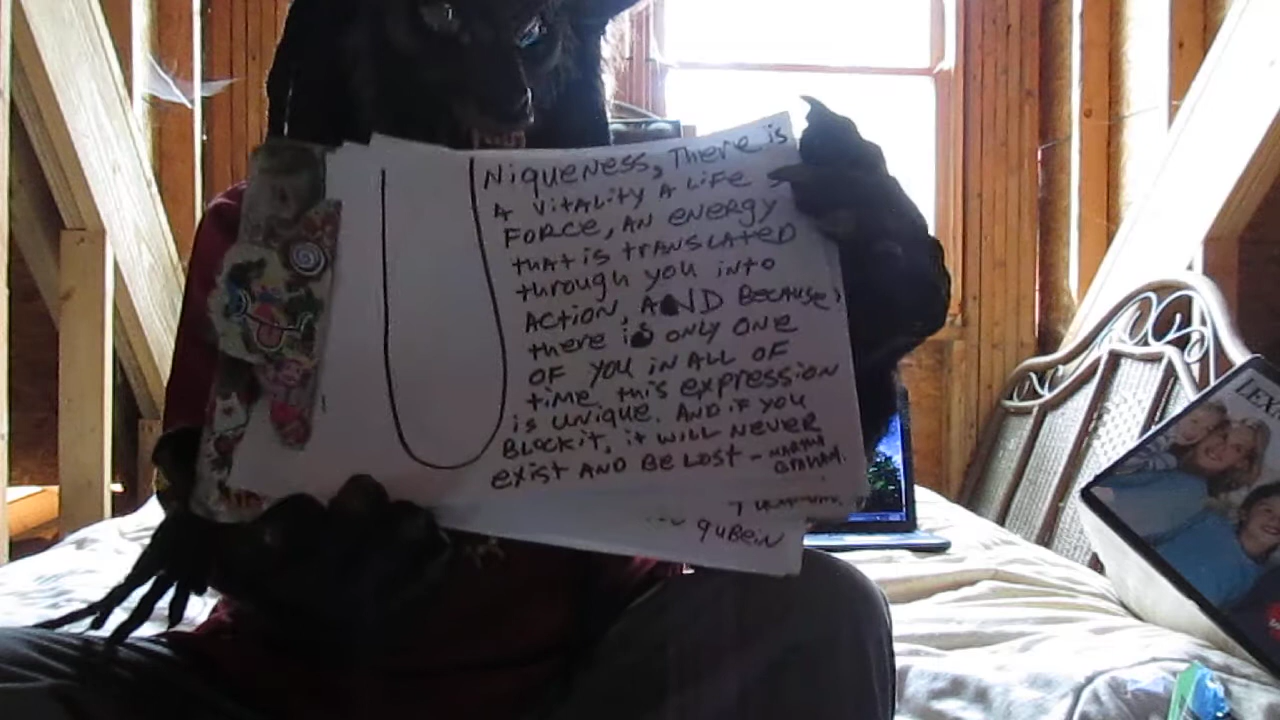 UNiqueNess, There is
A VITALITY A LiFe
FORCE, AN eNeRGY
that is tRANSLATED
through you iNto
ACtioN, AND BecAuse
there is ONLY ONe
OF YOU iN ALL OF
time, this expressioN
is uNique. AND iF you
BLOCK it, it WiLL NeVeR
exist AND Be Lost - MARTHA
GRAHAM.
quBeiN
LEX